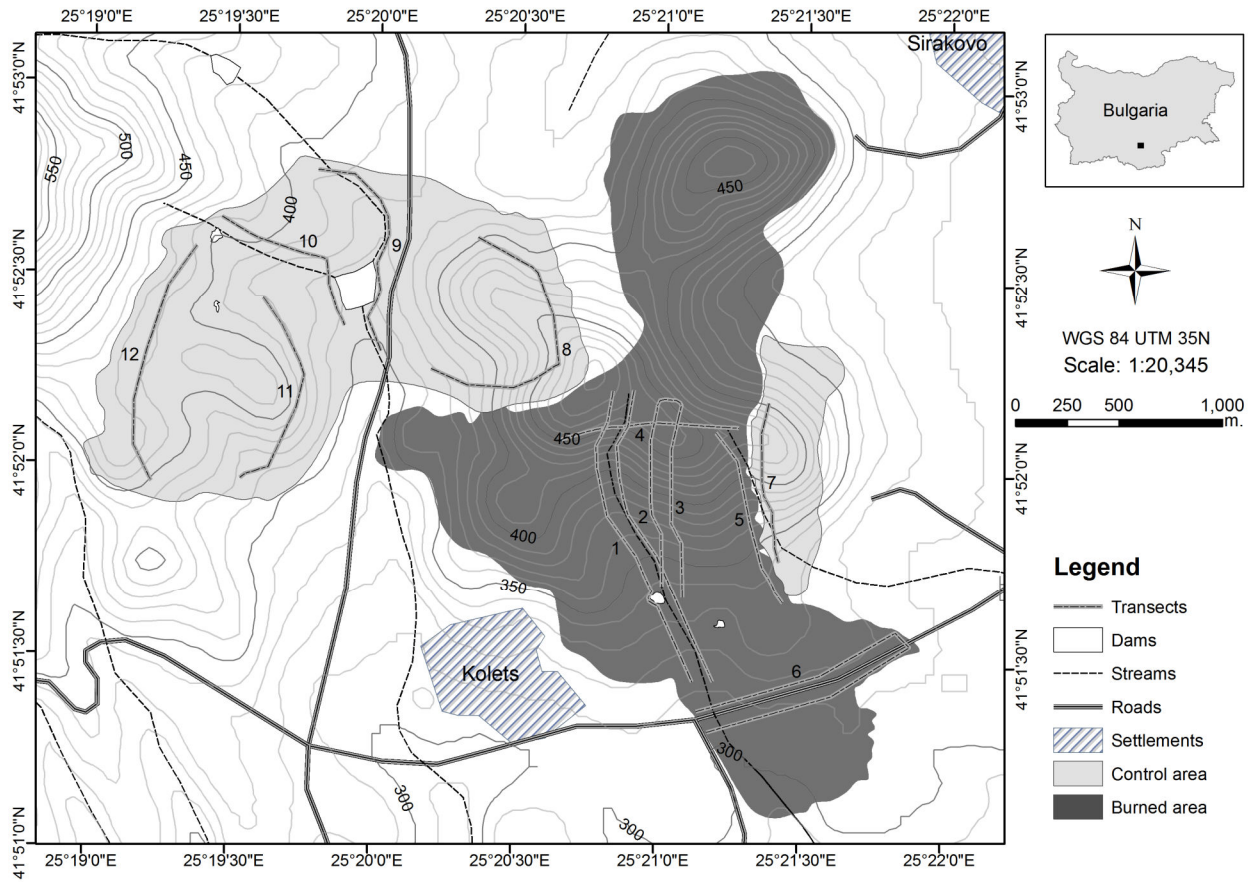 25°19'0"E 25°19'30"E 25°20'0"E 25°20'30"E 25°21'0"E 25°21'30"E 25°22'0"E
Sirakovo
41°53'0"N
41°53'0"N
500
450
550
450
400
10
9
41°52'30"N
41°52'30"N
12
8
11
450
4
41°52'0"N
41°52'0"N
7
3
2
5
400
1
350
41°51'30"N
41°51'30"N
Kolets
6
300
300
300
41°51'0"N
41°51'0"N
25°19'0"E 25°19'30"E 25°20'0"E 25°20'30"E 25°21'0"E 25°21'30"E 25°22'0"E
Bulgaria
N
WGS 84 UTM 35N
Scale: 1:20,345
0 250 500 1,000
m.
Legend
Transects
Dams
Streams
Roads
Settlements
Control area
Burned area